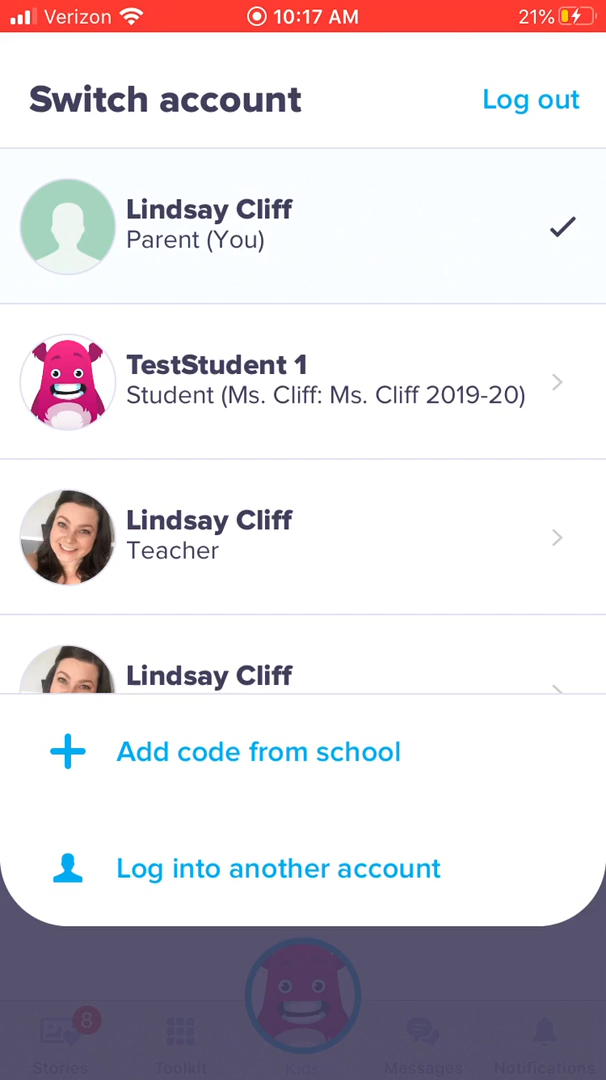 Verizon 10:17 AM 21%
Switch account Log out
Lindsay Cliff
Parent (You)
TestStudent 1
Student (Ms. Cliff: Ms. Cliff 2019-20)
Lindsay Cliff
Teacher
Lindsay Cliff
Add code from school
Log into another account
8
Stories Toolkit Kids Messages Notifications